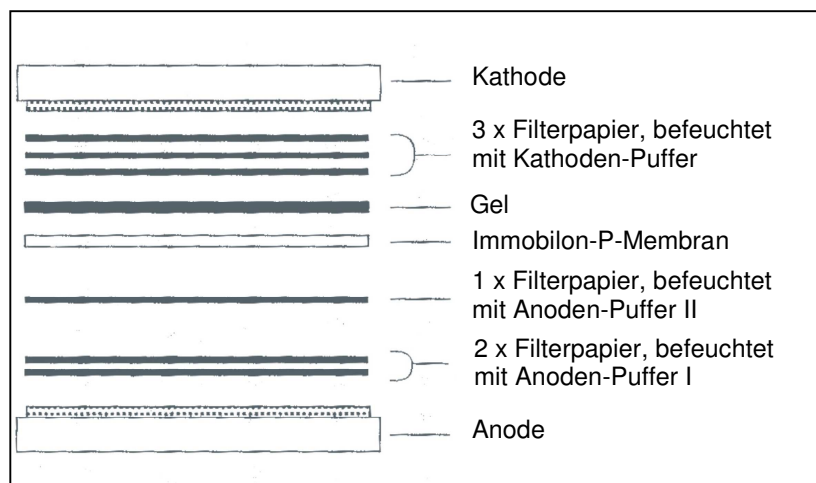 Kathode
3 x Filterpapier, befeuchtet
mit Kathoden-Puffer
Gel
Immobilon-P-Membran
1 x Filterpapier, befeuchtet
mit Anoden-Puffer II
2 x Filterpapier, befeuchtet
mit Anoden-Puffer I
Anode